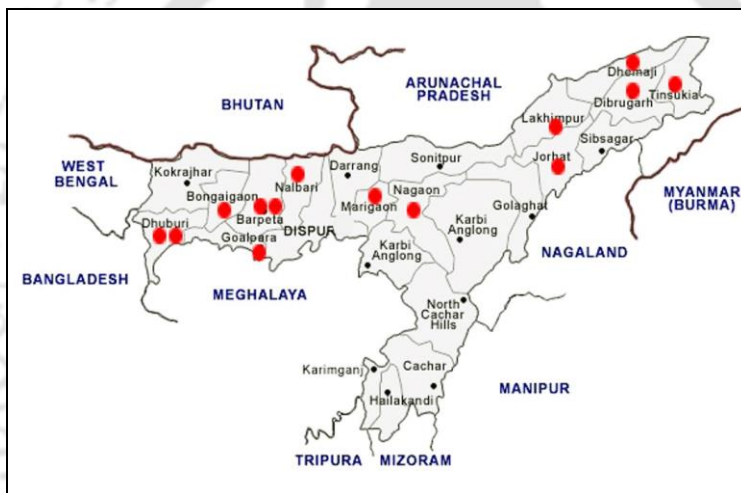 BHUTAN
ARUNACHAL
PRADESH
Dhemaji
Tinsukia
Dibrugarh
Lakhimpur
Sibsagar
WEST
BENGAL
Kokrajhar
Nalbari
Darrang
Sonitpur
Jorhat
MYANMAR
(BURMA)
Bongaigaon
Barpeta
Marigaon
Nagaon
Golaghat
Dhuburi
Goalpara
DISPUR
Karbi
Anglong
Karbi
Anglong
NAGALAND
BANGLADESH
MEGHALAYA
North
Cachar
Hills
Karimganj
Cachar
MANIPUR
Hailakandi
TRIPURA
MIZORAM